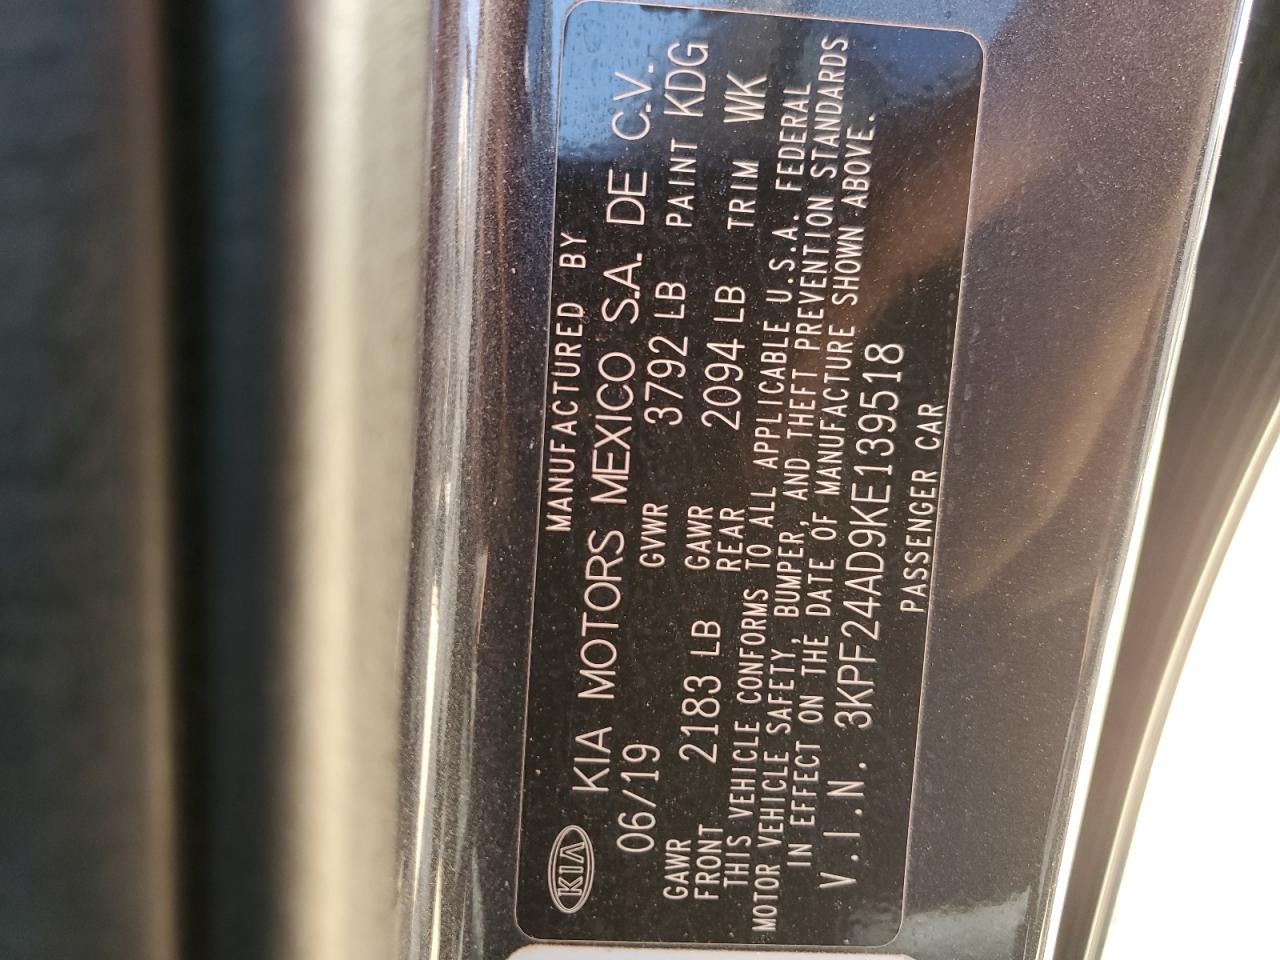 MANUFACTURED BY
KIA KIA MOTORS MEXICO S.A. DE C.V.
06/19 GVWR 3792 LB PAINT KDG
GAWR FRONT 2183 LB GAWR REAR 2094 LB TRIM WK
THIS VEHICLE CONFORMS TO ALL APPLICABLE U.S.A. FEDERAL
MOTOR VEHICLE SAFETY, BUMPER, AND THEFT PREVENTION STANDARDS
IN EFFECT ON THE DATE OF MANUFACTURE SHOWN ABOVE.
V.I.N. 3KPF24AD9KE139518
PASSENGER CAR